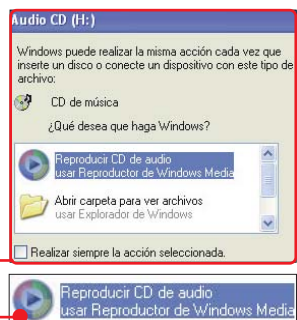 Audio CD (H:)
Windows puede realizar la misma acción cada vez que
inserte un disco o conecte un dispositivo con este tipo de
archivo:
CD de música
¿Qué desea que haga Windows?
Reproducir CD de audio
usar Reproductor de Windows Media
Abrir carpeta para ver archivos
usar Explorador de Windows
Realizar siempre la acción seleccionada.
Reproducir CD de audio
usar Reproductor de Windows Media